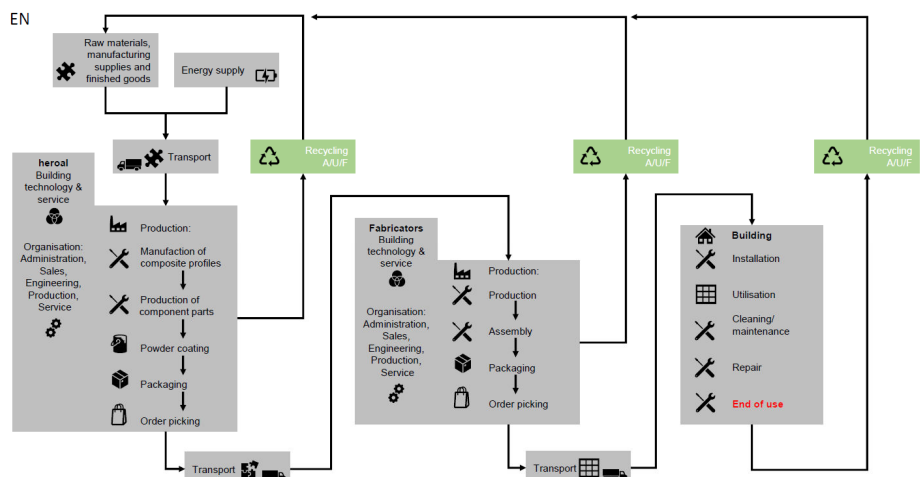 EN
Raw materials,
manufacturing
supplies and
finished goods
Energy supply
Transport
Recycling
A/U/F
Recycling
A/U/F
Recycling
A/U/F
heroal
Building
technology &
service
Organisation:
Administration,
Sales,
Engineering,
Production,
Service
Production:
Manufaction of
composite profiles
Production of
component parts
Powder coating
Packaging
Order picking
Transport
Fabricators
Building
technology &
service
Organisation:
Administration,
Sales,
Engineering,
Production,
Service
Production:
Production
Assembly
Packaging
Order picking
Transport
Building
Installation
Utilisation
Cleaning/
maintenance
Repair
End of use